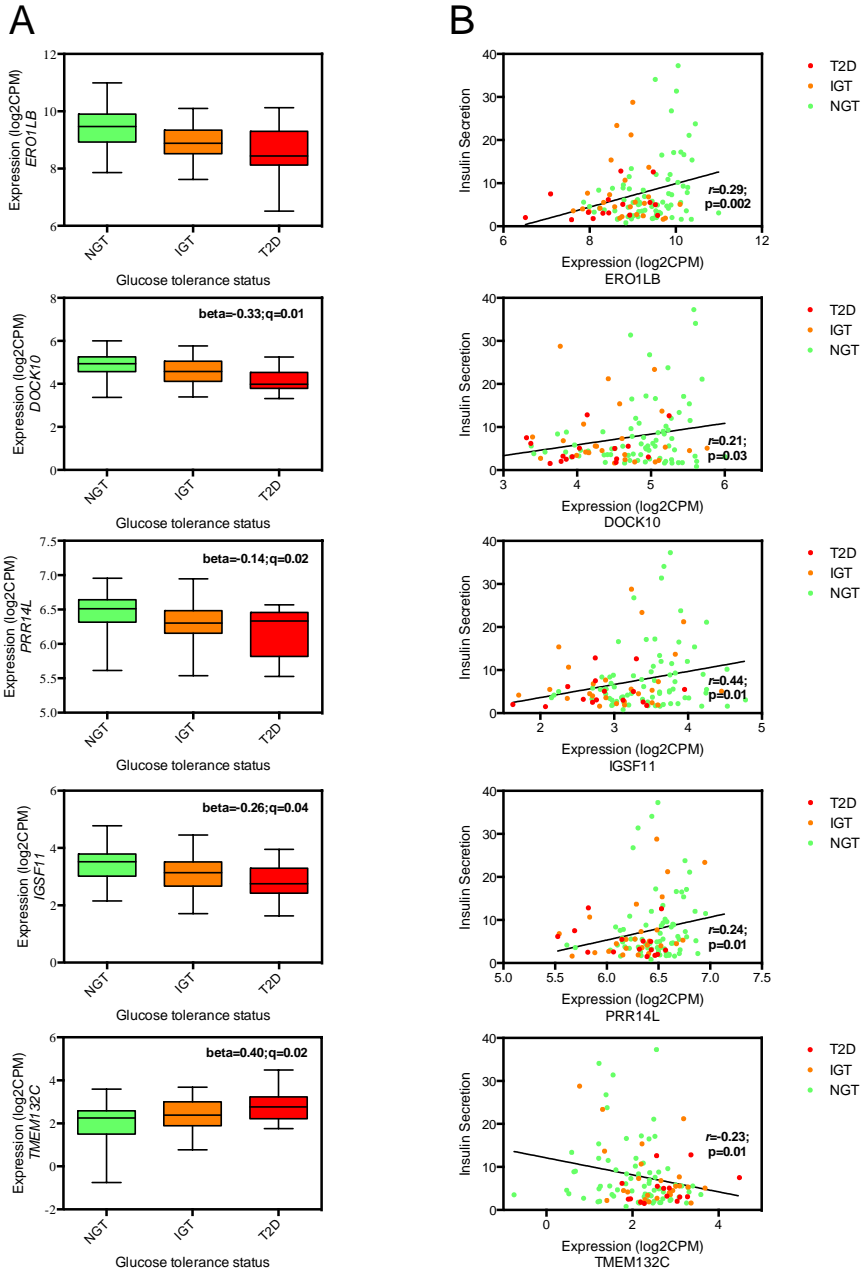 A
12
10
8
6
Expression (log2CPM)
ERO1LB
NGT
IGT
T2D
Glucose tolerance status
8
6
4
2
0
Expression (log2CPM)
DOCK10
beta=-0.33;q=0.01
NGT
IGT
T2D
Glucose tolerance status
7.5
7.0
6.5
6.0
5.5
5.0
Expression (log2CPM)
PRR14L
beta=-0.14;q=0.02
NGT
IGT
T2D
Glucose tolerance status
6
4
2
0
Expression (log2CPM)
IGSF11
beta=-0.26;q=0.04
NGT
IGT
T2D
Glucose tolerance status
6
4
2
0
-2
Expression (log2CPM)
TMEM132C
beta=0.40;q=0.02
NGT
IGT
T2D
Glucose tolerance status
B
40
30
20
10
0
Insulin Secretion
r=0.29;
p=0.002
6
8
10
12
Expression (log2CPM)
ERO1LB
T2D
IGT
NGT
40
30
20
10
0
Insulin Secretion
r=0.21;
p=0.03
3
4
5
6
Expression (log2CPM)
DOCK10
T2D
IGT
NGT
40
30
20
10
0
Insulin Secretion
r=0.44;
p=0.01
2
3
4
5
Expression (log2CPM)
IGSF11
T2D
IGT
NGT
40
30
20
10
0
Insulin Secretion
r=0.24;
p=0.01
5.0
5.5
6.0
6.5
7.0
7.5
Expression (log2CPM)
PRR14L
T2D
IGT
NGT
40
30
20
10
0
Insulin Secretion
r=-0.23;
p=0.01
0
2
4
Expression (log2CPM)
TMEM132C
T2D
IGT
NGT